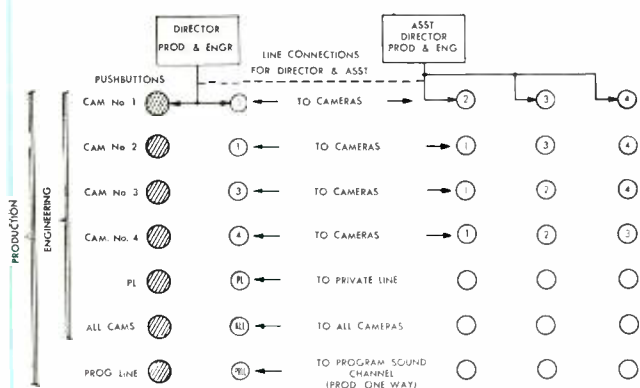 DIRECTOR
PROD & ENGR
ASST
DIRECTOR
PROD & ENG
LINE CONNECTIONS
FOR DIRECTOR & ASST
PUSHBUTTONS
CAM No 1 TO CAMERAS 2 3 4
CAM No 2 1 TO CAMERAS 1 3 4
CAM No 3 3 TO CAMERAS 1 2 4
CAM. No. 4 4 TO CAMERAS 1 2 3
PL PL TO PRIVATE LINE
ALL CAMS ALL TO ALL CAMERAS
PROG LINE TO PROGRAM SOUND
CHANNEL
(PROD ONE WAY)
PRODUCTION
ENGINEERING